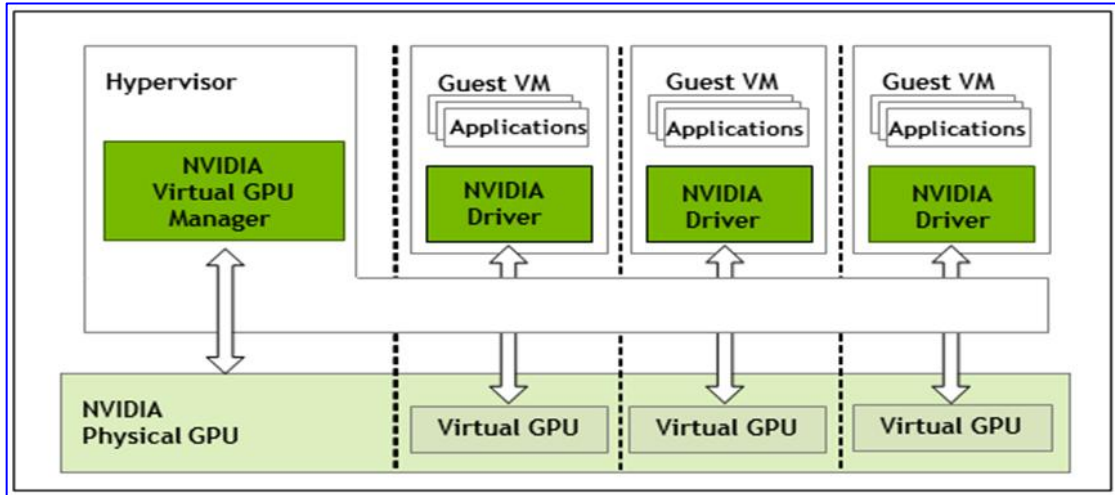 Hypervisor
NVIDIA
Virtual GPU
Manager
Guest VM
Applications
NVIDIA
Driver
Guest VM
Applications
NVIDIA
Driver
Guest VM
Applications
NVIDIA
Driver
NVIDIA
Physical GPU
Virtual GPU
Virtual GPU
Virtual GPU